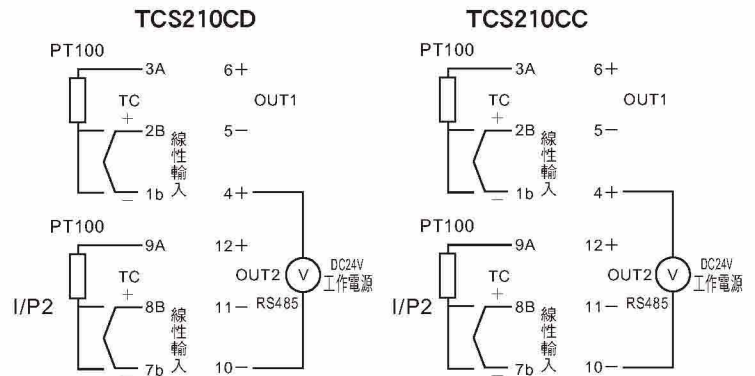 TCS210CD
PT100
3A
6+
TC
+
OUT1
2B
5−
線性輸入
1b
−
4+
PT100
9A
12+
I/P2
TC
+
OUT2
V
DC24V
工作電源
8B
11−
RS485
線性輸入
7b
10−
TCS210CC
PT100
3A
6+
TC
+
OUT1
2B
5−
線性輸入
1b
−
4+
PT100
9A
12+
I/P2
TC
+
OUT2
V
DC24V
工作電源
8B
11−
RS485
線性輸入
7b
−
10−